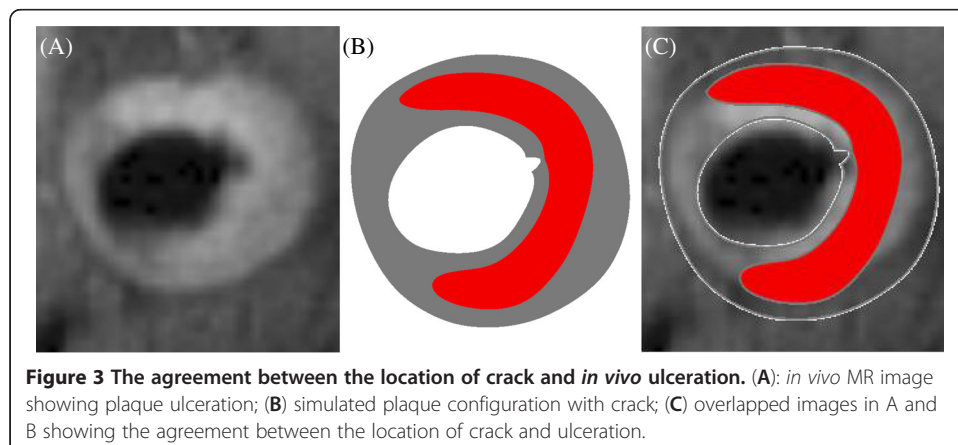 (A) (B) (C)
Figure 3 The agreement between the location of crack and in vivo ulceration. (A): in vivo MR image
showing plaque ulceration; (B) simulated plaque configuration with crack; (C) overlapped images in A and
B showing the agreement between the location of crack and ulceration.